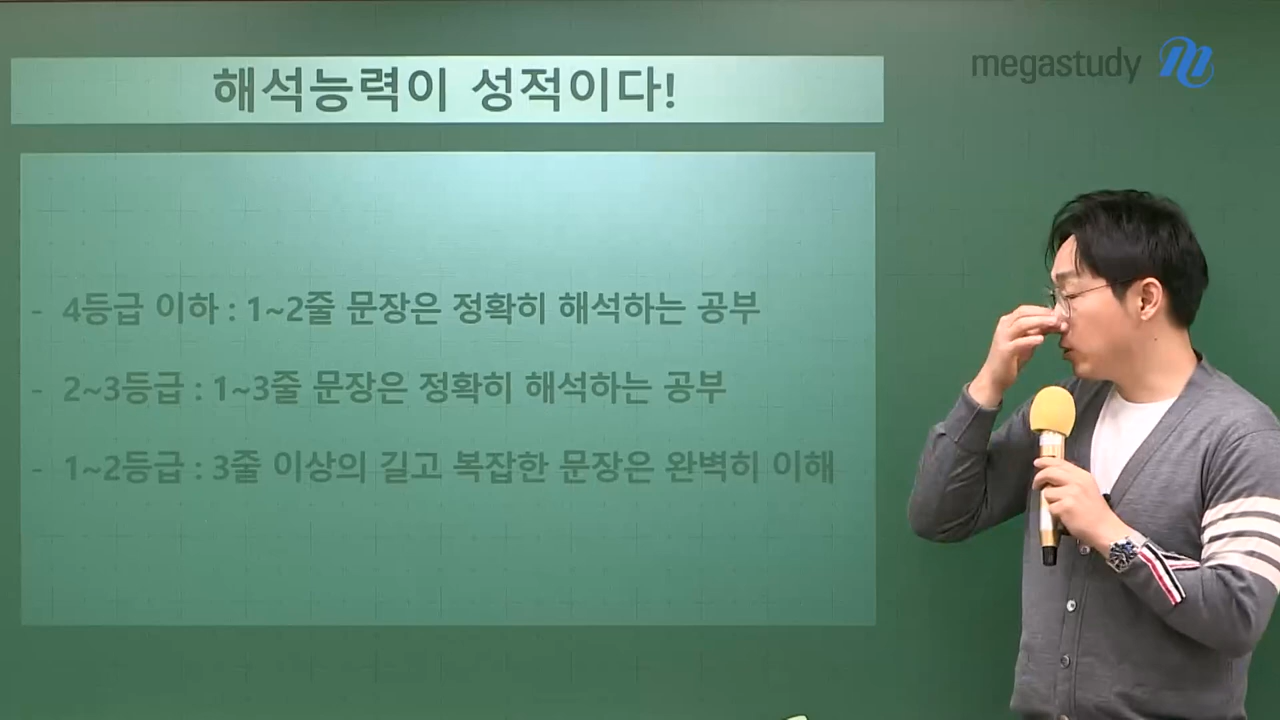 해석능력이 성적이다!
megastudy
- 4등급 이하 : 1~2줄 문장은 정확히 해석하는 공부
- 2~3등급 : 1~3줄 문장은 정확히 해석하는 공부
- 1~2등급 : 3줄 이상의 길고 복잡한 문장은 완벽히 이해